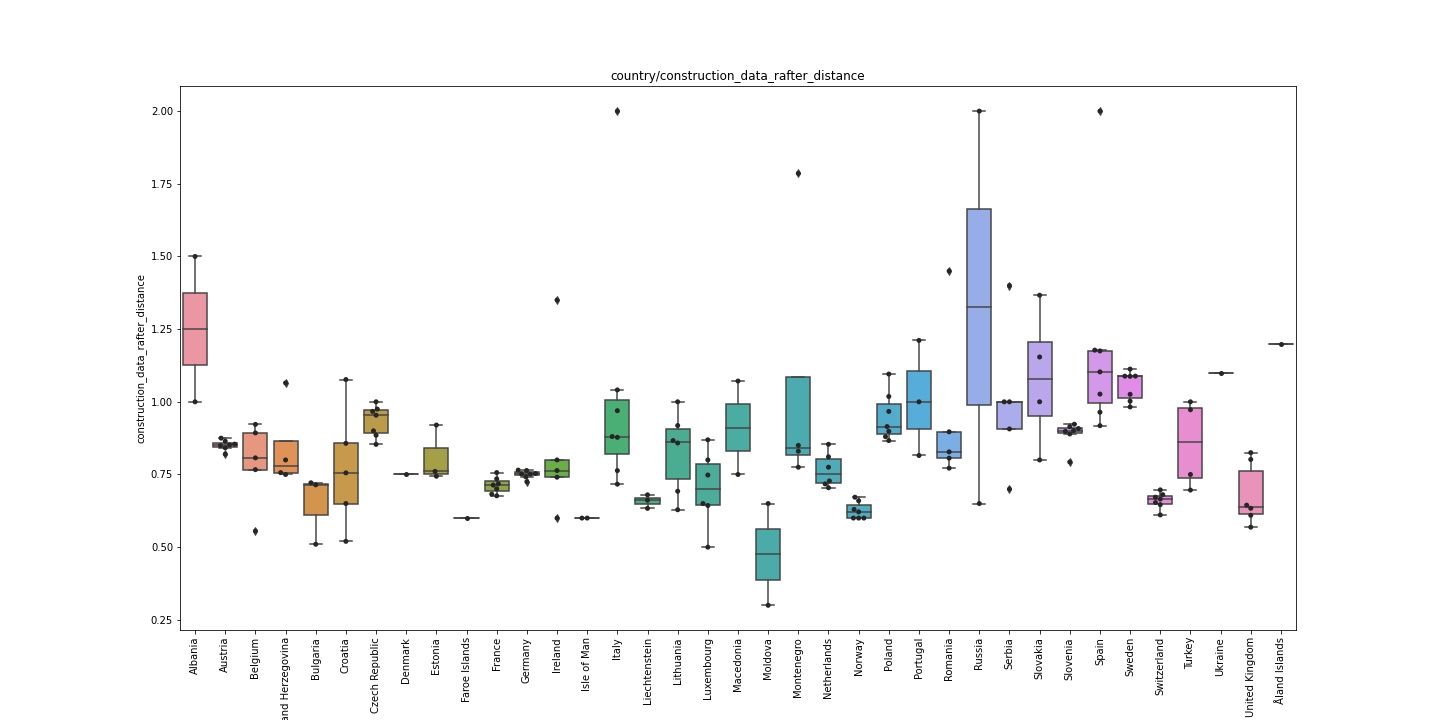 country/construction_data_rafter_distance
construction_data_rafter_distance
2.00
1.75
1.50
1.25
1.00
0.75
0.50
0.25
Albania
Austria
Belgium
and Herzegovina
Bulgaria
Croatia
Czech Republic
Denmark
Estonia
Faroe Islands
France
Germany
Ireland
Isle of Man
Italy
Liechtenstein
Lithuania
Luxembourg
Macedonia
Moldova
Montenegro
Netherlands
Norway
Poland
Portugal
Romania
Russia
Serbia
Slovakia
Slovenia
Spain
Sweden
Switzerland
Turkey
Ukraine
United Kingdom
Åland Islands